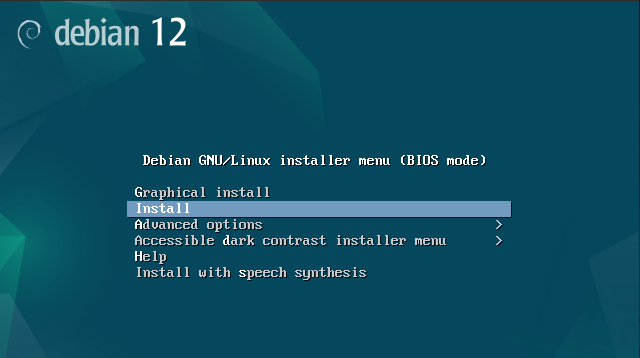 debian 12
Debian GNU/Linux installer menu (BIOS mode)
Graphical install
Install
Advanced options >
Accessible dark contrast installer menu >
Help
Install with speech synthesis